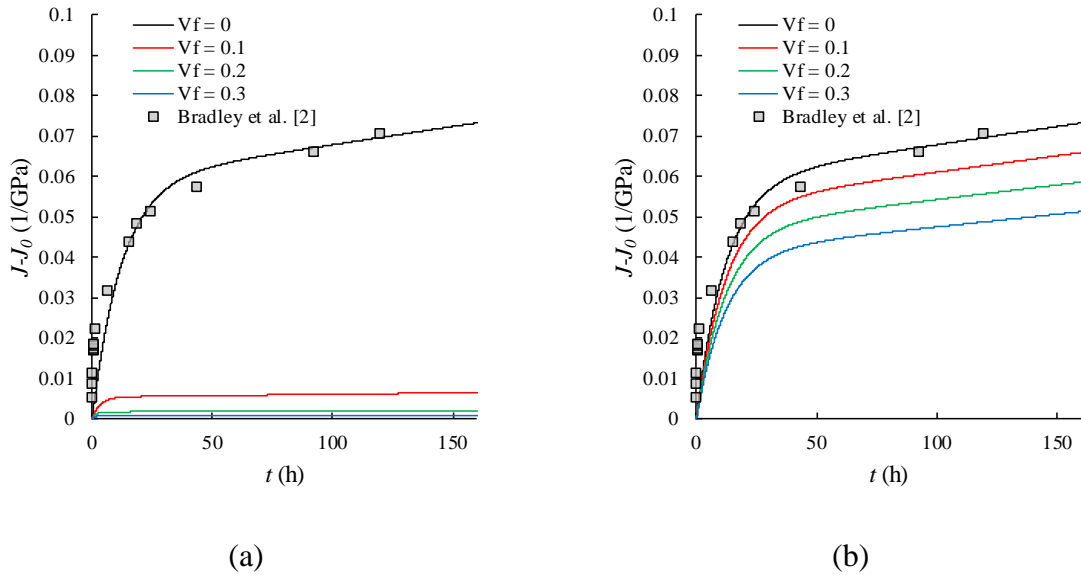 0.1
0.09
0.08
0.07
0.06
0.05
0.04
0.03
0.02
0.01
0
J-J0 (1/GPa)
Vf = 0
Vf = 0.1
Vf = 0.2
Vf = 0.3
Bradley et al. [2]
0 50 100 150
t (h)
(a)
0.1
0.09
0.08
0.07
0.06
0.05
0.04
0.03
0.02
0.01
0
J-J0 (1/GPa)
Vf = 0
Vf = 0.1
Vf = 0.2
Vf = 0.3
Bradley et al. [2]
0 50 100 150
t (h)
(b)